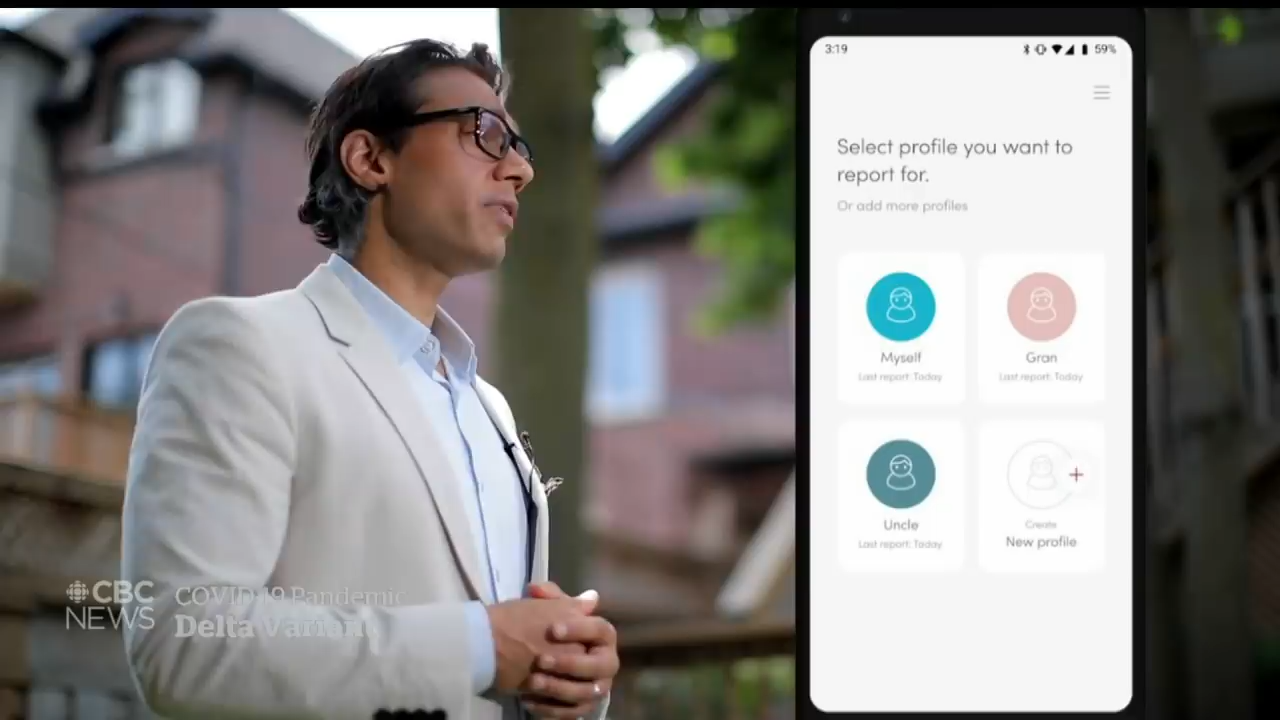 3:19
59%
Select profile you want to
report for.
Or add more profiles
Myself
Last report: Today
Gran
Last report: Today
Uncle
Last report: Today
Create
New profile
CBC
NEWS
COVID-19 Pandemic
Delta Variant